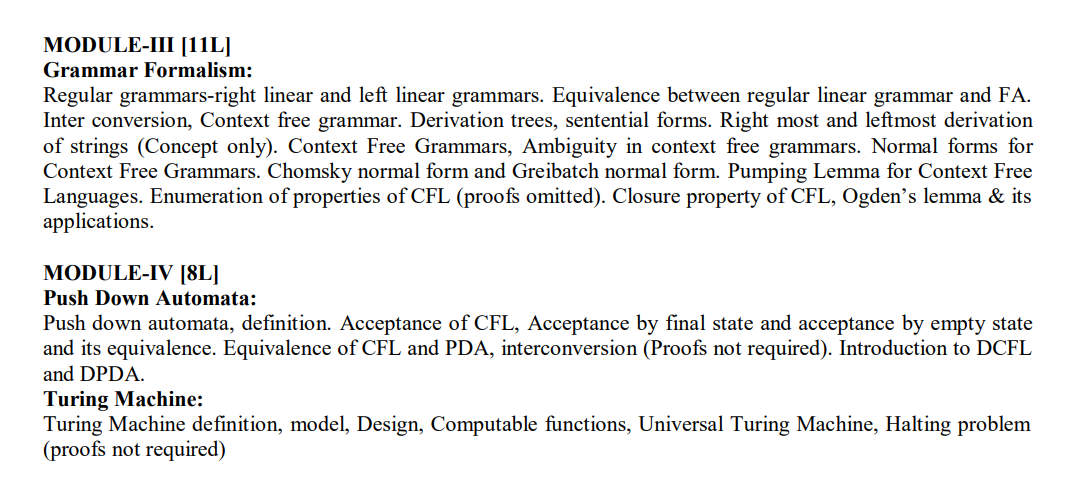 MODULE-III [11L]
Grammar Formalism:
Regular grammars-right linear and left linear grammars. Equivalence between regular linear grammar and FA.
Inter conversion, Context free grammar. Derivation trees, sentential forms. Right most and leftmost derivation
of strings (Concept only). Context Free Grammars, Ambiguity in context free grammars. Normal forms for
Context Free Grammars. Chomsky normal form and Greibatch normal form. Pumping Lemma for Context Free
Languages. Enumeration of properties of CFL (proofs omitted). Closure property of CFL, Ogden’s lemma & its
applications.
MODULE-IV [8L]
Push Down Automata:
Push down automata, definition. Acceptance of CFL, Acceptance by final state and acceptance by empty state
and its equivalence. Equivalence of CFL and PDA, interconversion (Proofs not required). Introduction to DCFL
and DPDA.
Turing Machine:
Turing Machine definition, model, Design, Computable functions, Universal Turing Machine, Halting problem
(proofs not required)